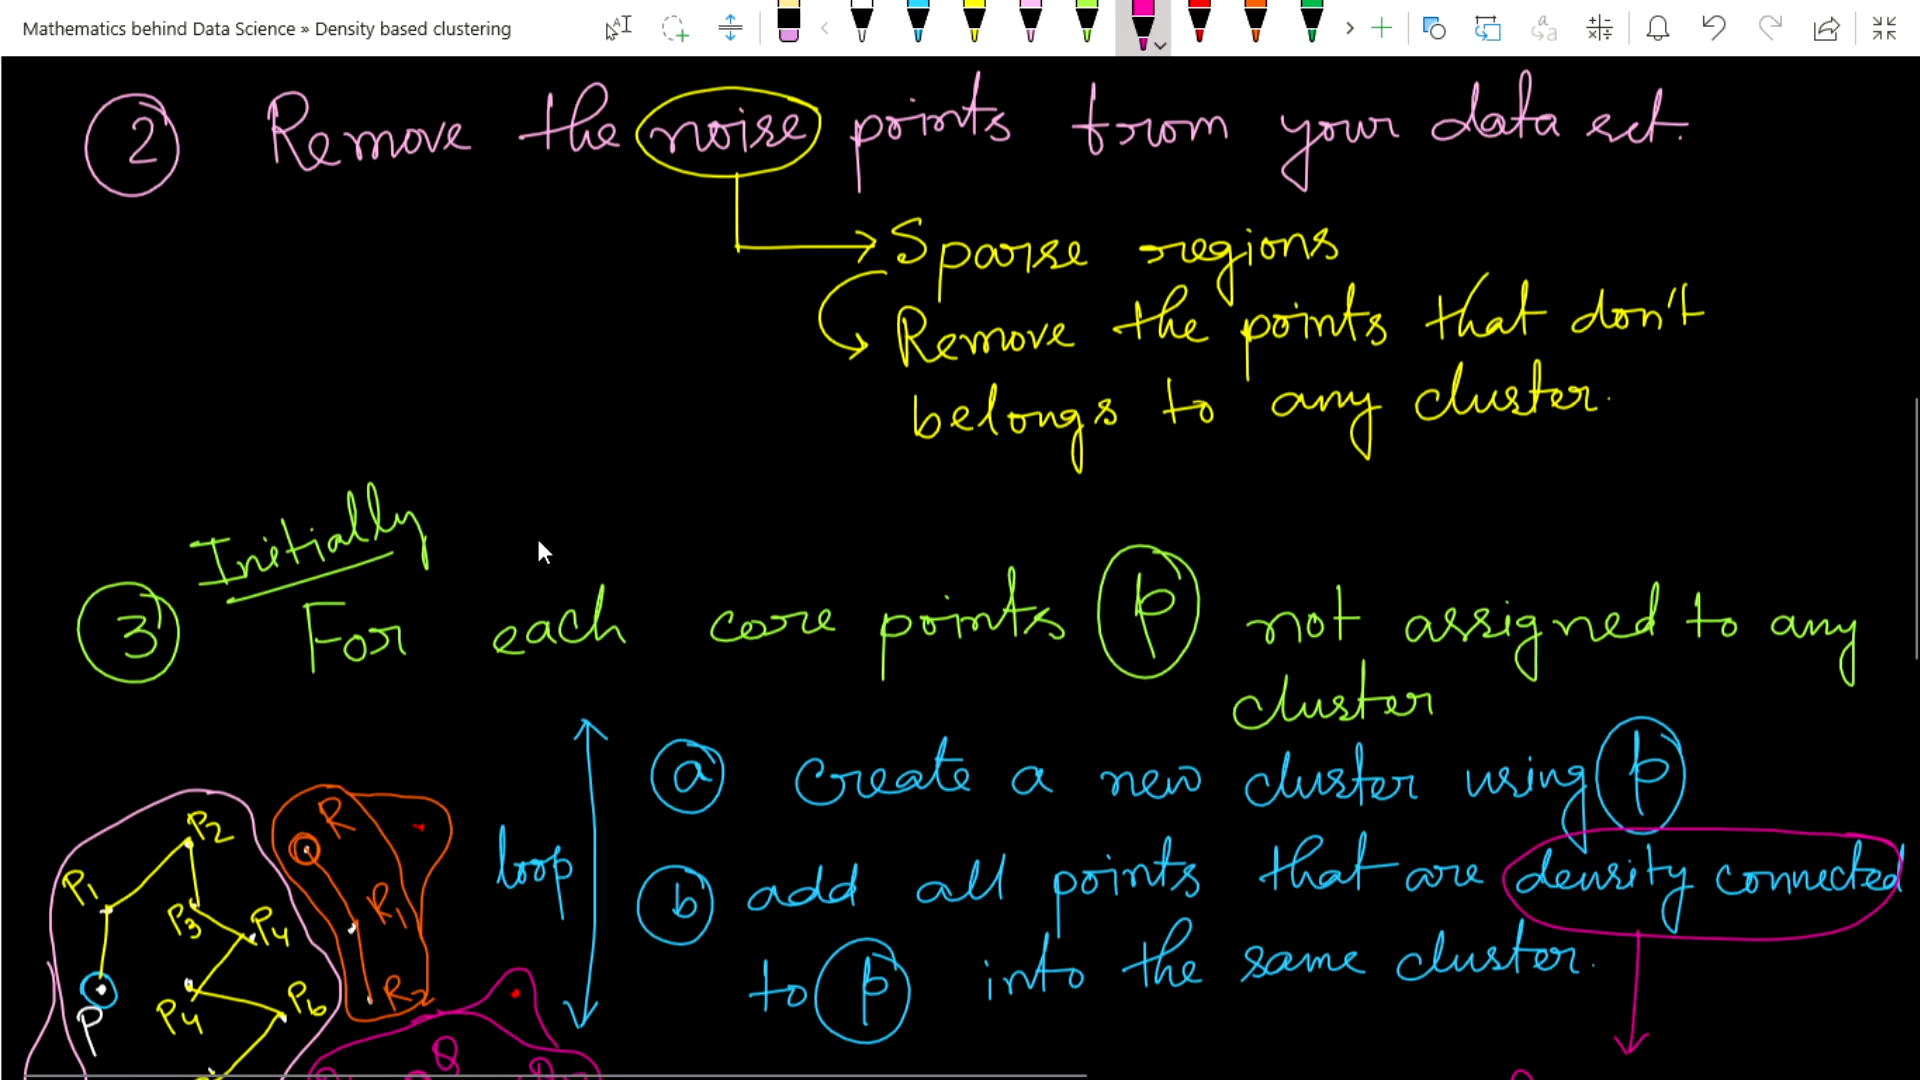 Mathematics behind Data Science » Density based clustering
② Remove the noise points from your data set.
Sparse regions
Remove the points that don't
belongs to any cluster.
Initially
③ For each core points p not assigned to any
cluster
ⓐ Create a new cluster using p
loop
ⓑ add all points that are density connected
to p into the same cluster.
P2
R
P1
P3
P4
R1
P4
P6
R2
P
Q